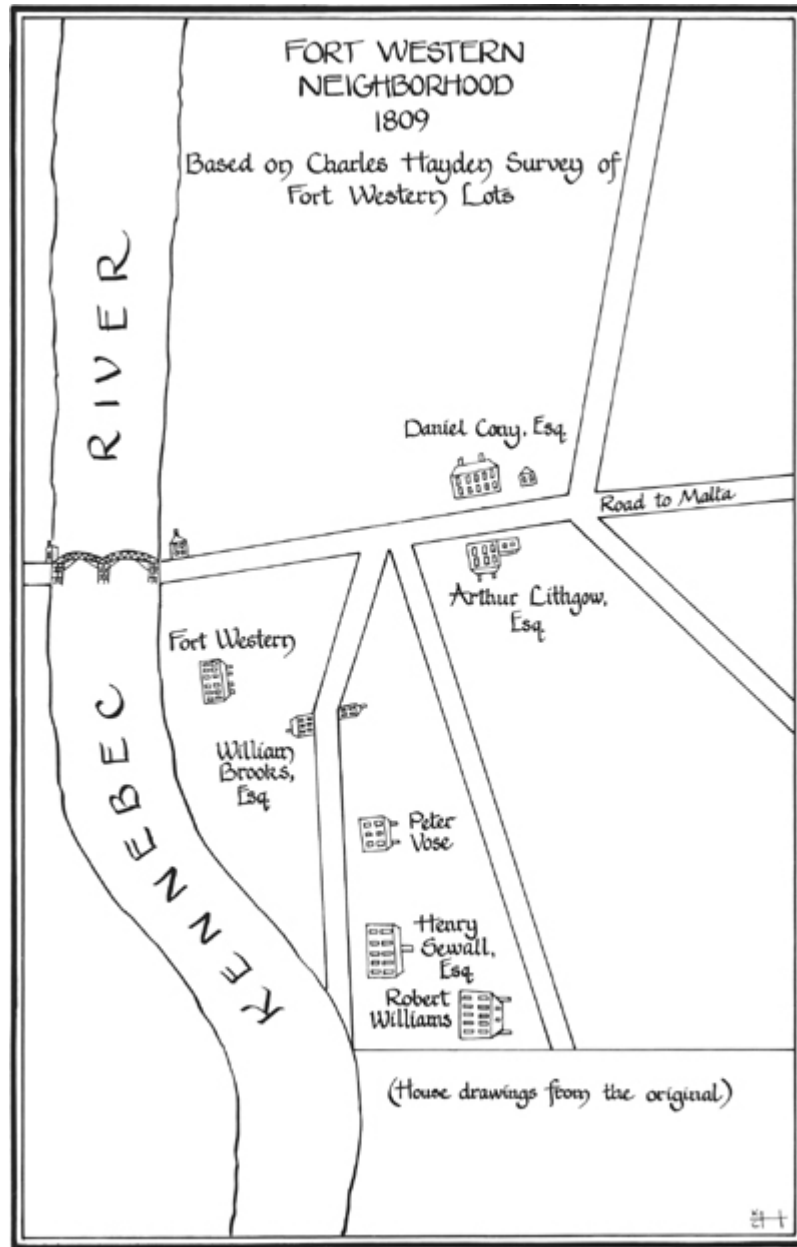 FORT WESTERN
NEIGHBORHOOD
1809
Based on Charles Hayden Survey of
Fort Western Lots
RIVER
Daniel Cony, Esq
Road to Malta
Arthur Lithgow,
Esq
Fort Western
KENNEBEC
William
Brooks,
Esq
Peter
Vose
Henry
Sewall,
Esq
Robert
Williams
(House drawings from the original)